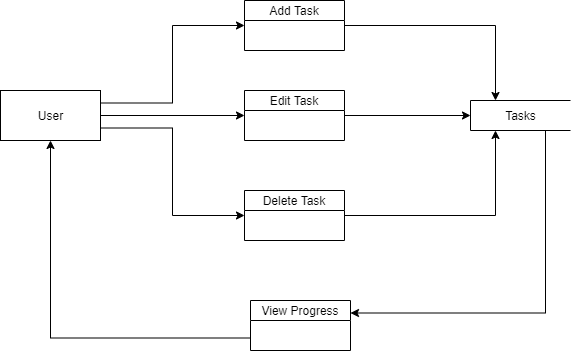 Add Task
Edit Task
User
Tasks
Delete Task
View Progress